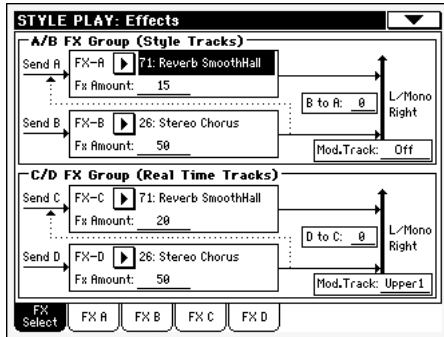 STYLE PLAY: Effects
A/B FX Group (Style Tracks)
Send A FX-A 71: Reverb SmoothHall
Fx Amount: 15
B to A: 0
L/Mono
Right
Send B FX-B 26: Stereo Chorus
Fx Amount: 50
Mod.Track: Off
C/D FX Group (Real Time Tracks)
Send C FX-C 71: Reverb SmoothHall
Fx Amount: 20
D to C: 0
L/Mono
Right
Send D FX-D 26: Stereo Chorus
Fx Amount: 50
Mod.Track: Upper1
FX
Select FX A FX B FX C FX D